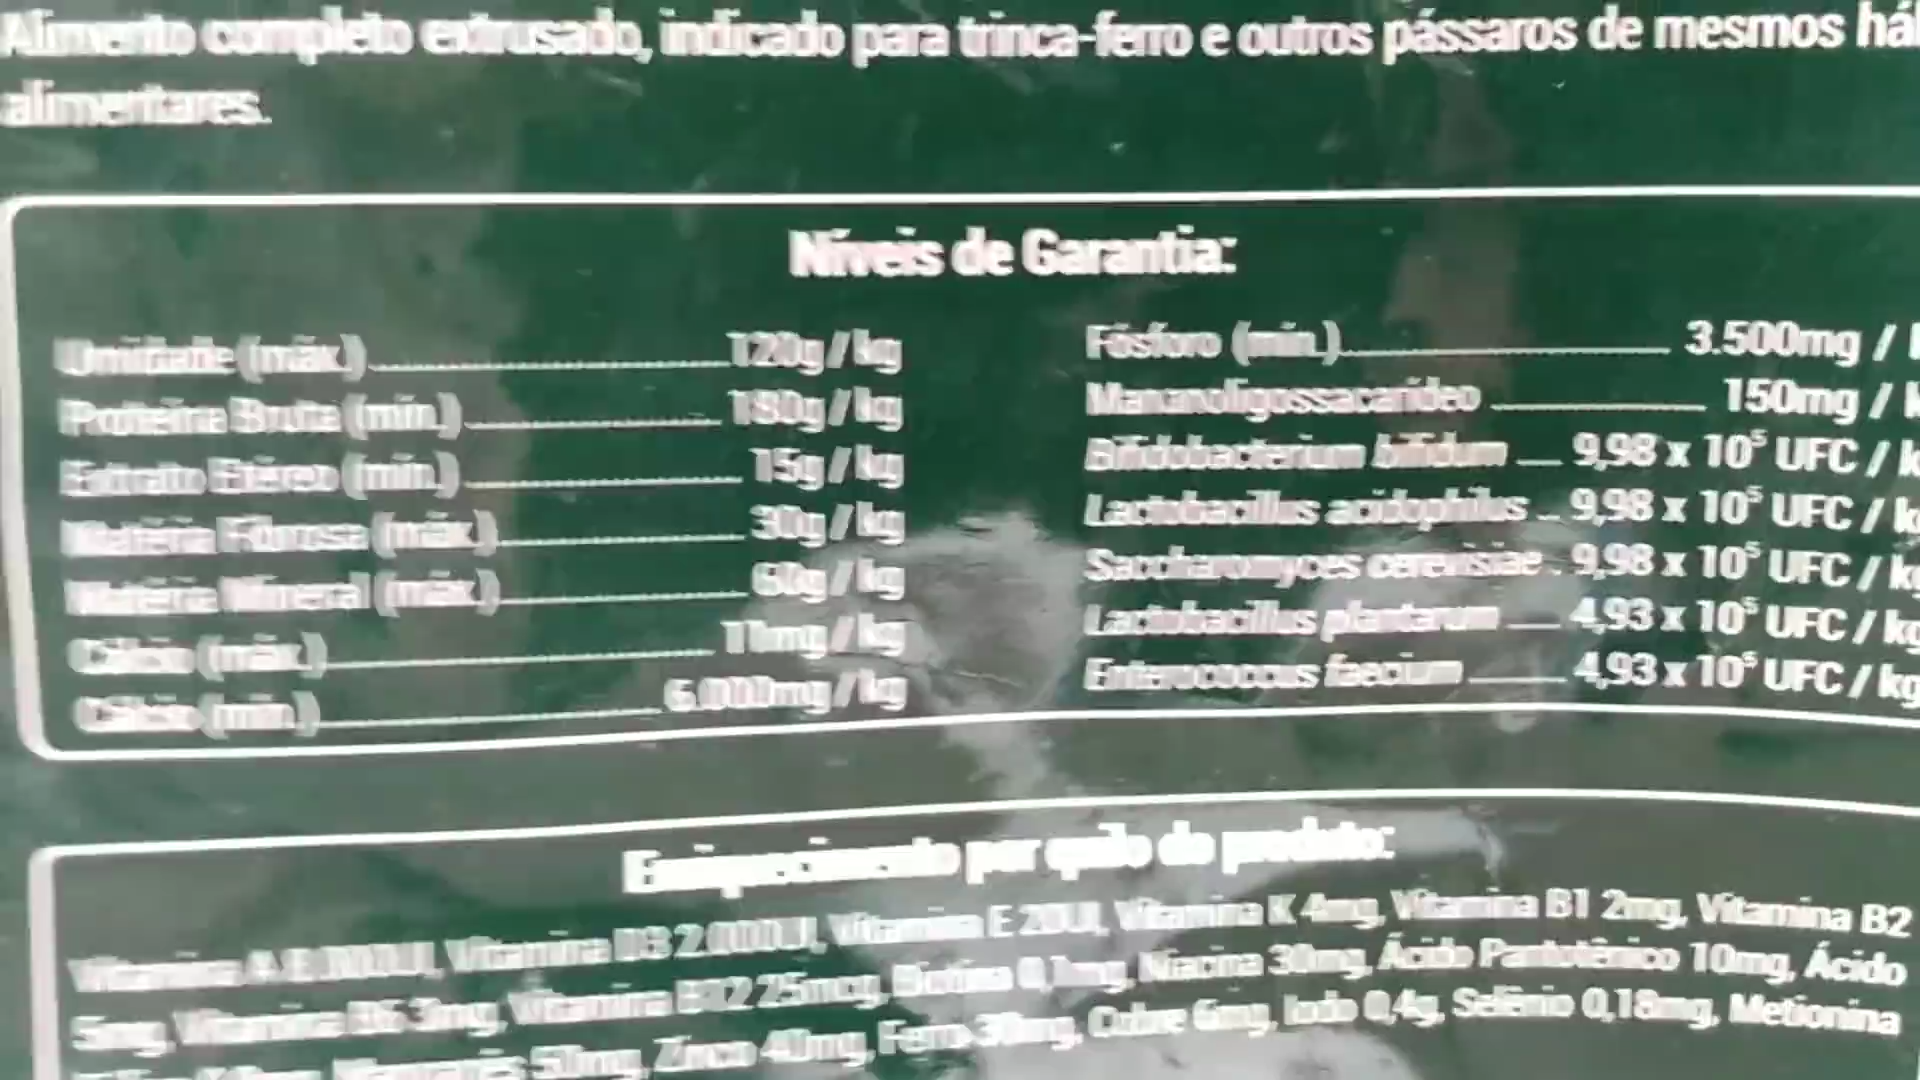 Alimento completo extrusado, indicado para trinca-ferro e outros pássaros de mesmos há
alimentares.
Níveis de Garantia:
Umidade (máx.) 120g / kg
Proteína Bruta (mín.) 180g / kg
Extrato Etéreo (mín.) 15g / kg
Matéria Fibrosa (máx.) 30g / kg
Matéria Mineral (máx.) 60g / kg
Cálcio (máx.) 11mg / kg
Cálcio (mín.) 6.000mg / kg
Fósforo (mín.) 3.500mg / k
Mananoligossacarídeo 150mg / k
Bifidobacterium bifidum 9,98 x 10⁵ UFC / k
Lactobacillus acidophilus 9,98 x 10⁵ UFC / kg
Saccharomyces cerevisiae 9,98 x 10⁵ UFC / kg
Lactobacillus plantarum 4,93 x 10⁵ UFC / kg
Enterococcus faecium 4,93 x 10⁵ UFC / kg
Enriquecimento por quilo do produto:
Vitamina A Vitamina D3 2.000UI, Vitamina E 20UI, Vitamina K 4mg, Vitamina B1 2mg, Vitamina B2
5mg, Vitamina B6 3mg, Vitamina B12 25mcg, Biotina 0,1mg, Niacina 30mg, Ácido Pantotênico 10mg, Ácido
Manganês 50mg, Zinco 40mg, Ferro 30mg, Cobre 6mg, Iodo 0,4g, Selênio 0,18mg, Metionina